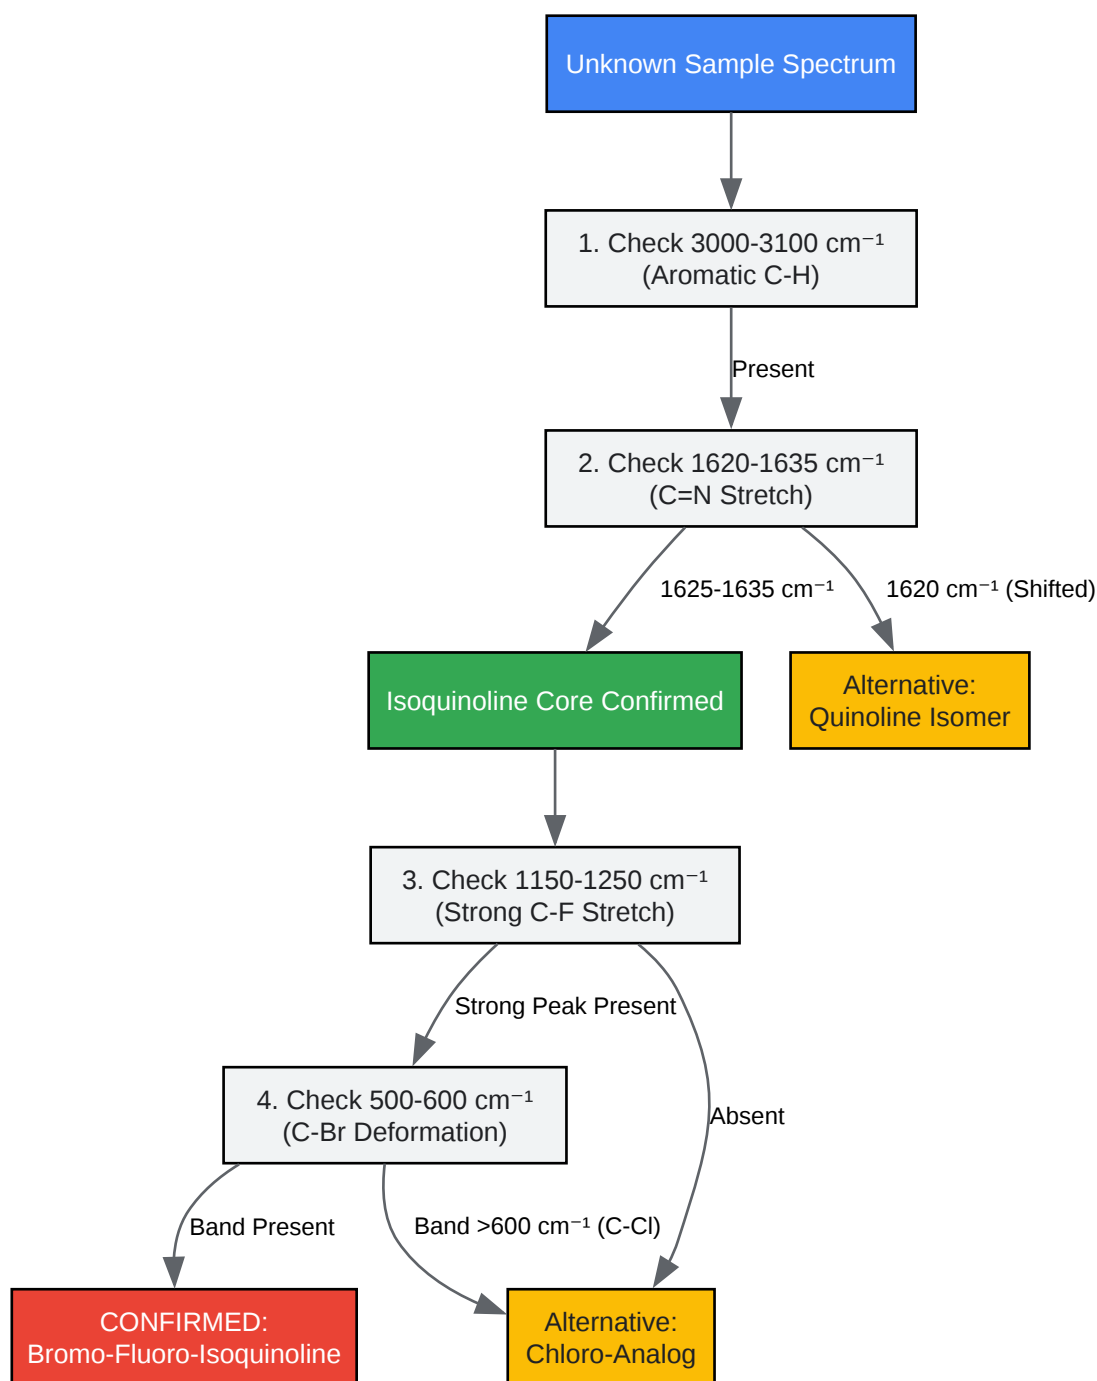 Unknown Sample Spectrum
1. Check 3000-3100 cm⁻¹
(Aromatic C-H)
Present
2. Check 1620-1635 cm⁻¹
(C=N Stretch)
1625-1635 cm⁻¹
1620 cm⁻¹ (Shifted)
Isoquinoline Core Confirmed
Alternative:
Quinoline Isomer
3. Check 1150-1250 cm⁻¹
(Strong C-F Stretch)
Strong Peak Present
4. Check 500-600 cm⁻¹
(C-Br Deformation)
Absent
Band Present
Band >600 cm⁻¹ (C-Cl)
CONFIRMED:
Bromo-Fluoro-Isoquinoline
Alternative:
Chloro-Analog